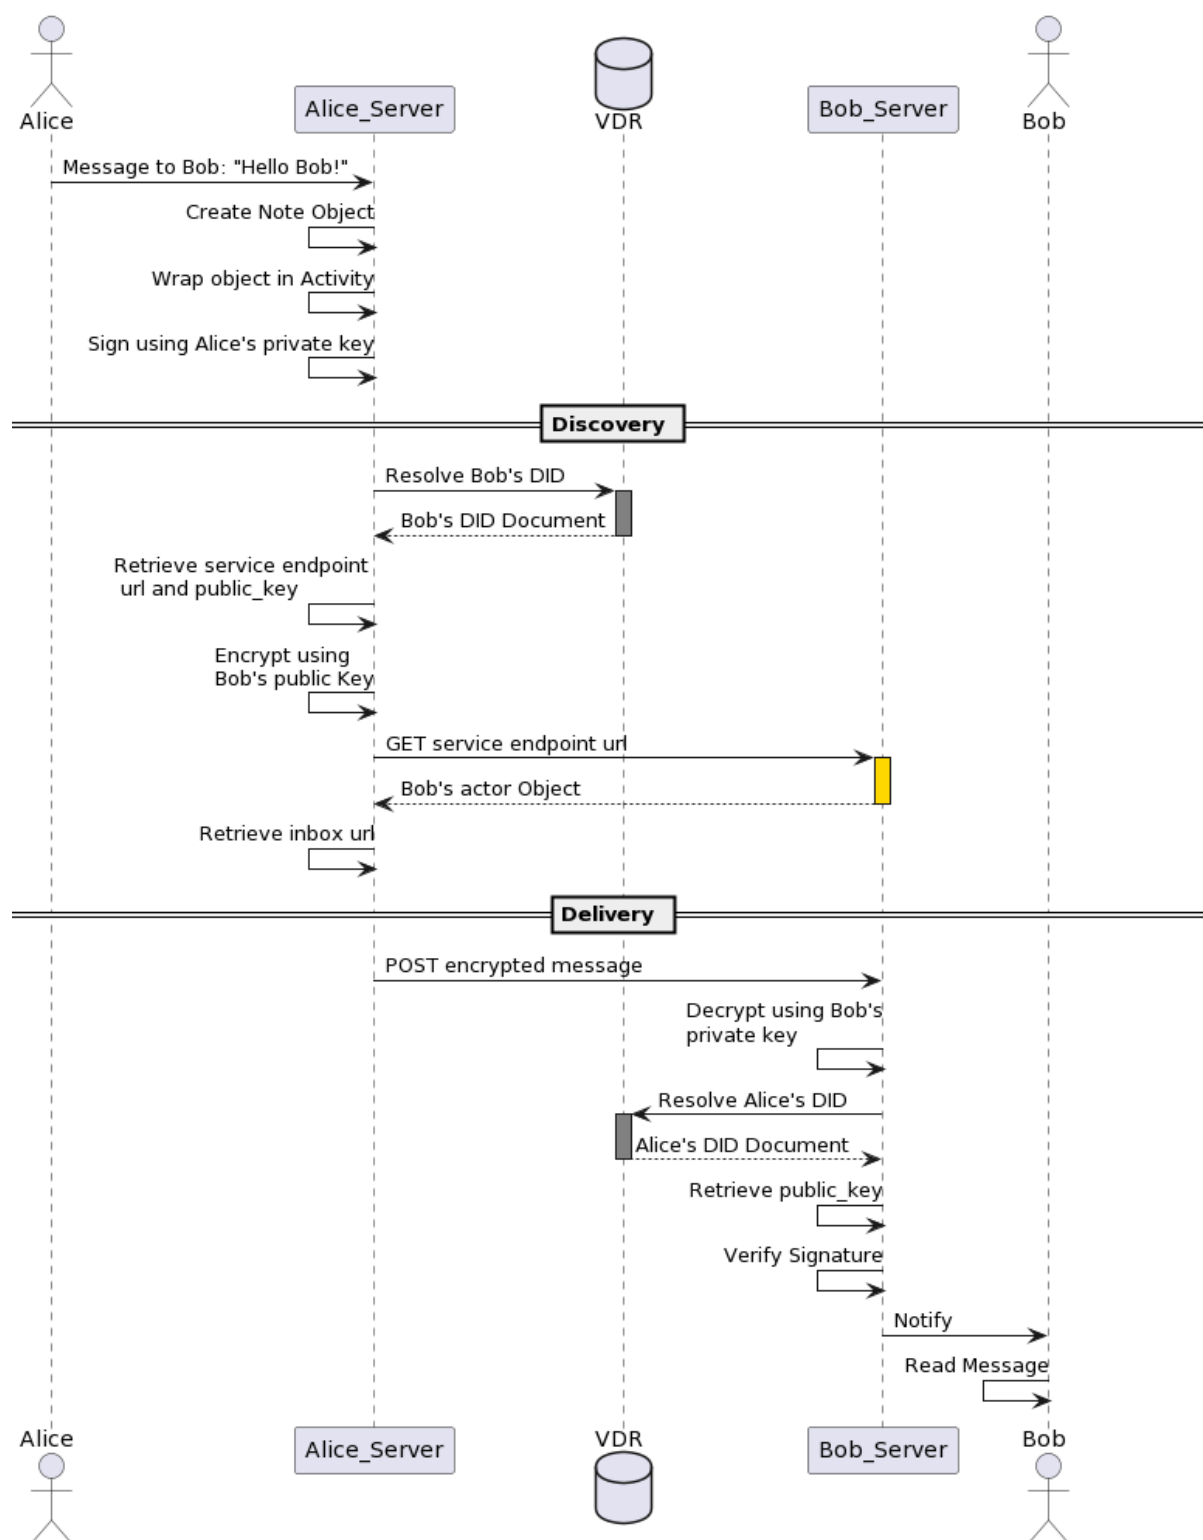 Alice
Alice_Server
VDR
Bob_Server
Bob
Message to Bob: "Hello Bob!"
Create Note Object
Wrap object in Activity
Sign using Alice's private key
Discovery
Resolve Bob's DID
Bob's DID Document
Retrieve service endpoint
url and public_key
Encrypt using
Bob's public Key
GET service endpoint url
Bob's actor Object
Retrieve inbox url
Delivery
POST encrypted message
Decrypt using Bob's
private key
Resolve Alice's DID
Alice's DID Document
Retrieve public_key
Verify Signature
Notify
Read Message
Alice
Alice_Server
VDR
Bob_Server
Bob